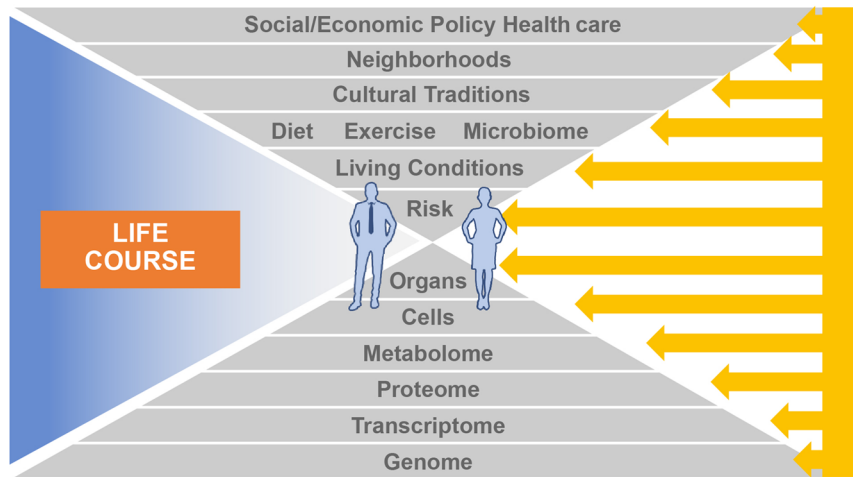 Social/Economic Policy Health care
Neighborhoods
Cultural Traditions
Diet Exercise Microbiome
Living Conditions
Risk
LIFE
COURSE
Organs
Cells
Metabolome
Proteome
Transcriptome
Genome